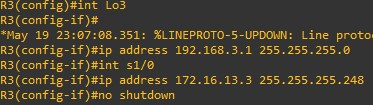 R3(config)#int Lo3
R3(config-if)#
*May 19 23:07:08.351: %LINEPROTO-5-UPDOWN: Line proto
R3(config-if)#ip address 192.168.3.1 255.255.255.0
R3(config-if)#int s1/0
R3(config-if)#ip address 172.16.13.3 255.255.255.248
R3(config-if)#no shutdown